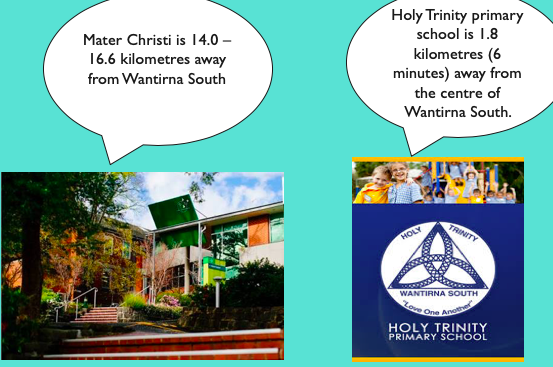 Mater Christi is 14.0 –
16.6 kilometres away
from Wantirna South
Holy Trinity primary
school is 1.8
kilometres (6
minutes) away from
the centre of
Wantirna South.
HOLY TRINITY
WANTIRNA SOUTH
"Love One Another"
HOLY TRINITY
PRIMARY SCHOOL